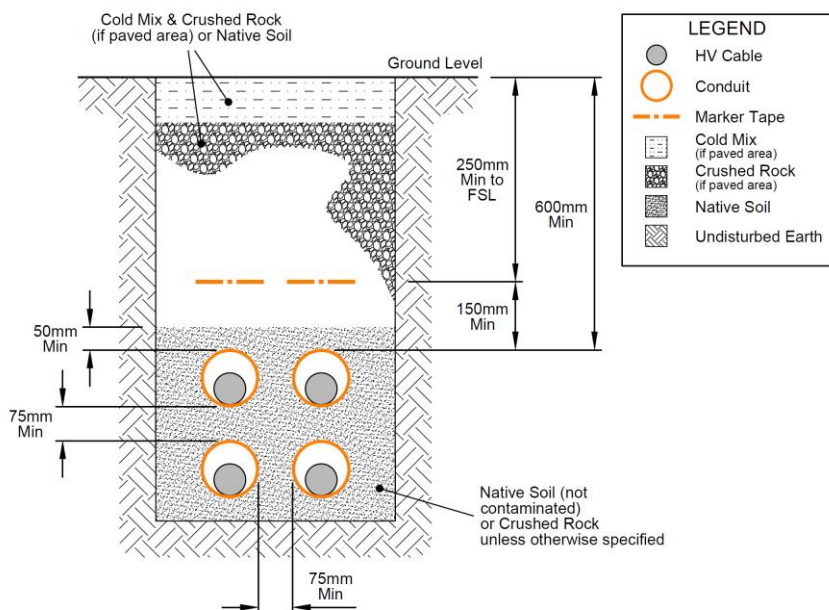 Cold Mix & Crushed Rock
(if paved area) or Native Soil
Ground Level
250mm
Min to
FSL
600mm
Min
150mm
Min
50mm
Min
75mm
Min
Native Soil (not
contaminated)
or Crushed Rock
unless otherwise specified
75mm
Min
LEGEND
HV Cable
Conduit
Marker Tape
Cold Mix
(if paved area)
Crushed Rock
(if paved area)
Native Soil
Undisturbed Earth